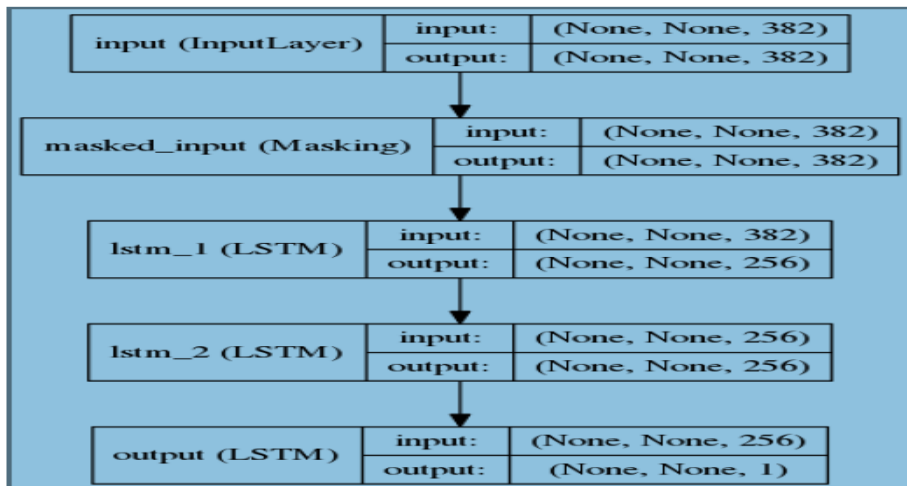 input (InputLayer) input: (None, None, 382)
output: (None, None, 382)
masked_input (Masking) input: (None, None, 382)
output: (None, None, 382)
lstm_1 (LSTM) input: (None, None, 382)
output: (None, None, 256)
lstm_2 (LSTM) input: (None, None, 256)
output: (None, None, 256)
output (LSTM) input: (None, None, 256)
output: (None, None, 1)